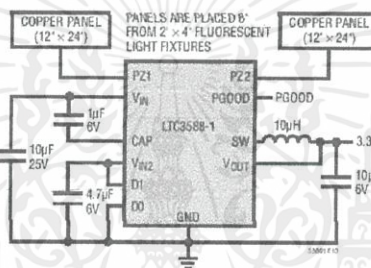 COPPER PANEL
(12" × 24")
PANELS ARE PLACED 6"
FROM 2' × 4' FLUORESCENT
LIGHT FIXTURES
COPPER PANEL
(12" × 24")
PZ1
PZ2
VIN
PGOOD
PGOOD
1µF
6V
LTC3588-1
10µH
CAP
SW
3.3
10µF
25V
VIN2
VOUT
4.7µF
6V
D1
D0
10µ
6V
GND